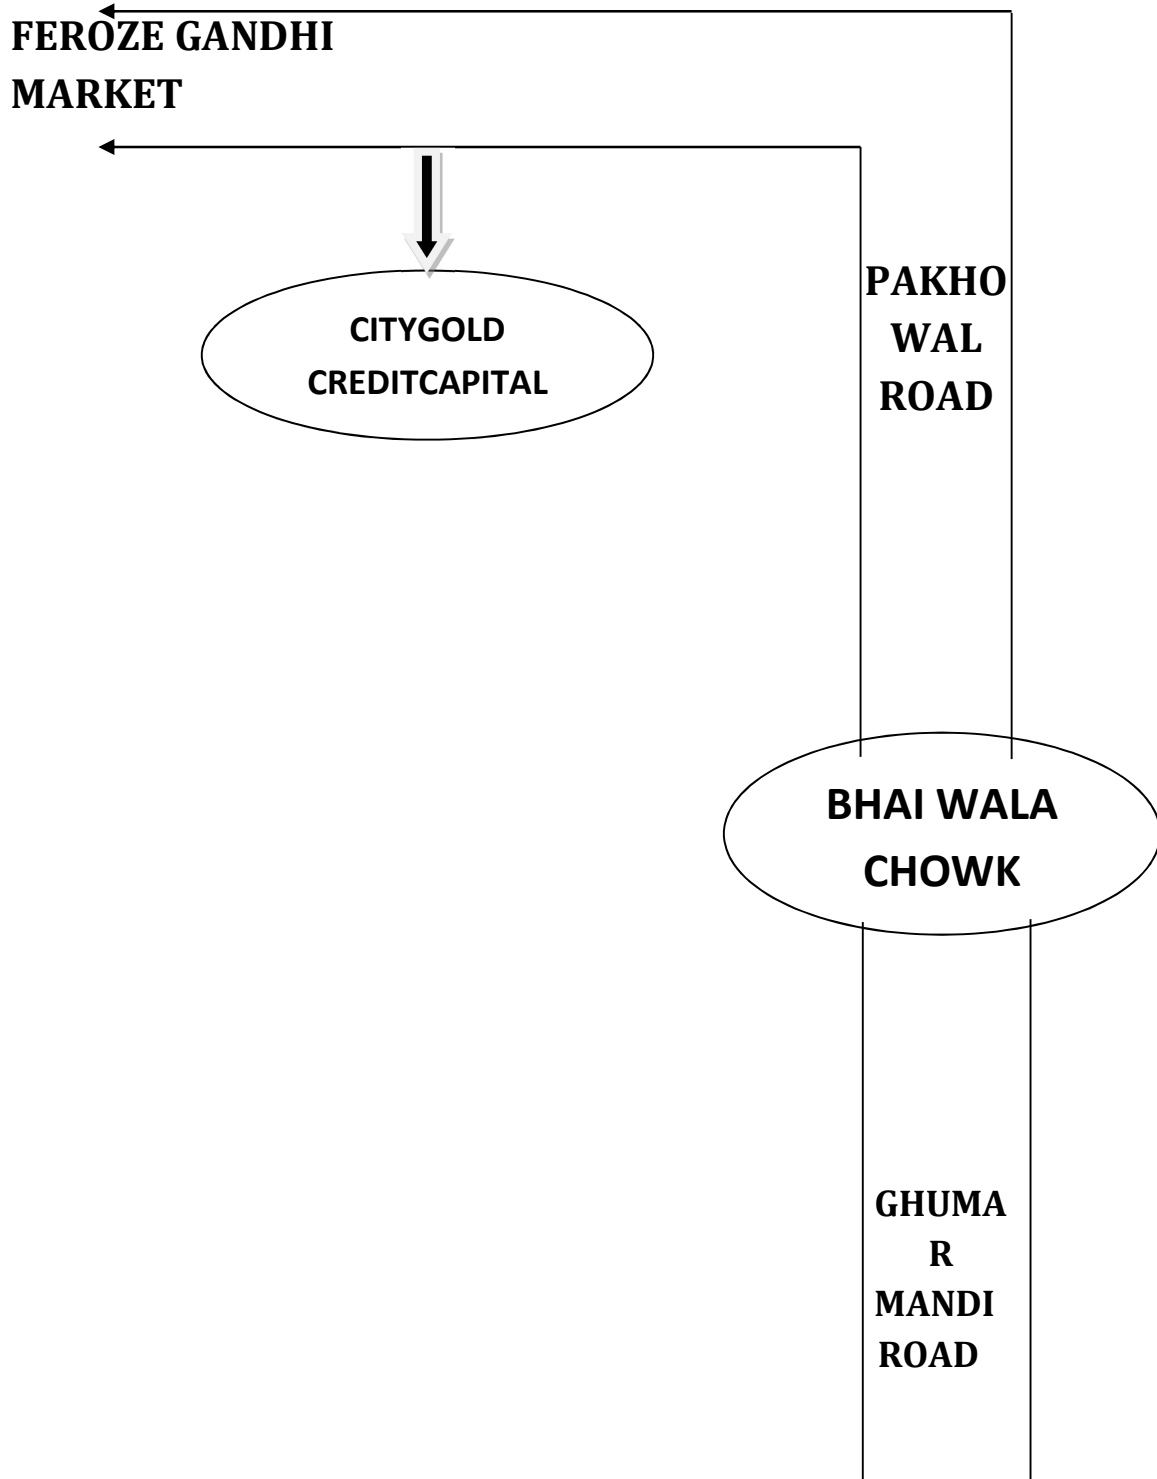 FEROZE GANDHI
MARKET
PAKHO
WAL
ROAD
CITYGOLD
CREDITCAPITAL
BHAI WALA
CHOWK
GHUMA
R
MANDI
ROAD